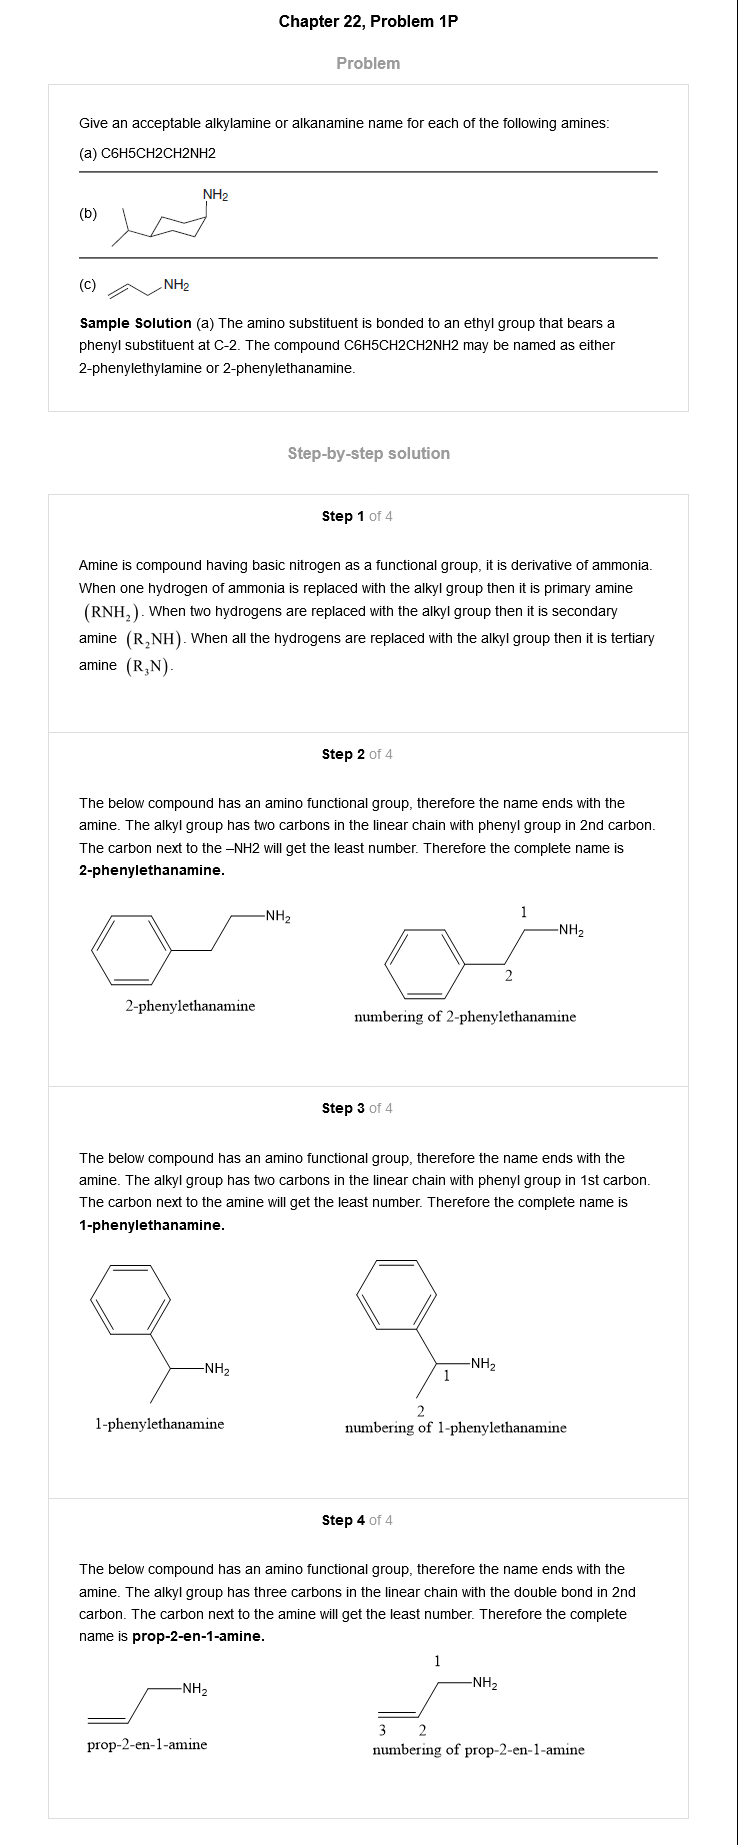 Chapter 22, Problem 1P
Problem
Give an acceptable alkylamine or alkanamine name for each of the following amines:
(a) C6H5CH2CH2NH2
NH₂
(b)
(c)
NH₂
Sample Solution (a) The amino substituent is bonded to an ethyl group that bears a
phenyl substituent at C-2. The compound C6H5CH2CH2NH2 may be named as either
2-phenylethylamine or 2-phenylethanamine.
Step-by-step solution
Step 1 of 4
Amine is compound having basic nitrogen as a functional group, it is derivative of ammonia.
When one hydrogen of ammonia is replaced with the alkyl group then it is primary amine
(RNH₂). When two hydrogens are replaced with the alkyl group then it is secondary
amine (R₂NH). When all the hydrogens are replaced with the alkyl group then it is tertiary
amine (R₃N).
Step 2 of 4
The below compound has an amino functional group, therefore the name ends with the
amine. The alkyl group has two carbons in the linear chain with phenyl group in 2nd carbon.
The carbon next to the –NH2 will get the least number. Therefore the complete name is
2-phenylethanamine.
NH₂
2-phenylethanamine
1
NH₂
2
numbering of 2-phenylethanamine
Step 3 of 4
The below compound has an amino functional group, therefore the name ends with the
amine. The alkyl group has two carbons in the linear chain with phenyl group in 1st carbon.
The carbon next to the amine will get the least number. Therefore the complete name is
1-phenylethanamine.
NH₂
1-phenylethanamine
NH₂
1
2
numbering of 1-phenylethanamine
Step 4 of 4
The below compound has an amino functional group, therefore the name ends with the
amine. The alkyl group has three carbons in the linear chain with the double bond in 2nd
carbon. The carbon next to the amine will get the least number. Therefore the complete
name is prop-2-en-1-amine.
NH₂
prop-2-en-1-amine
1
NH₂
3 2
numbering of prop-2-en-1-amine